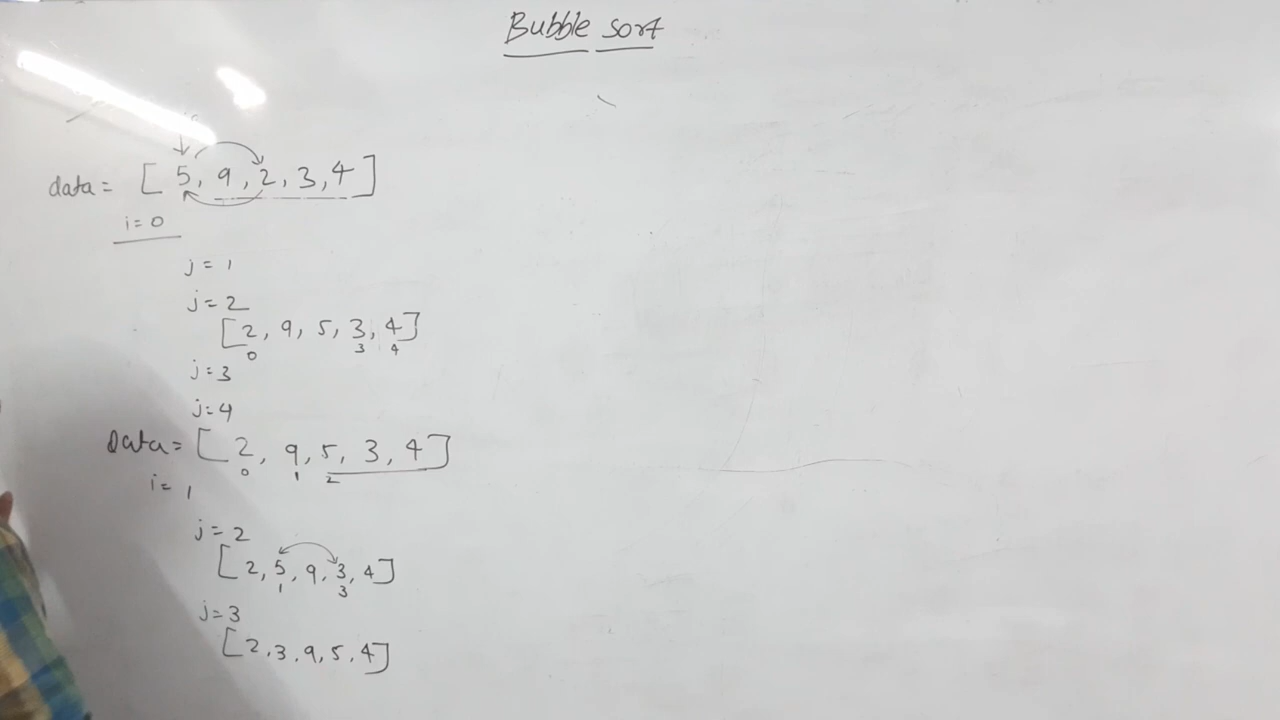 Bubble sort
data = [ 5, 9, 2, 3, 4 ]
i = 0
j = 1
j = 2
[2, 9, 5, 3, 4]
0 3 4
j = 3
j = 4
Data = [ 2, 9, 5, 3, 4 ]
0 1 2
i = 1
j = 2
[2, 5, 9, 3, 4]
1 3
j = 3
[2, 3, 9, 5, 4]